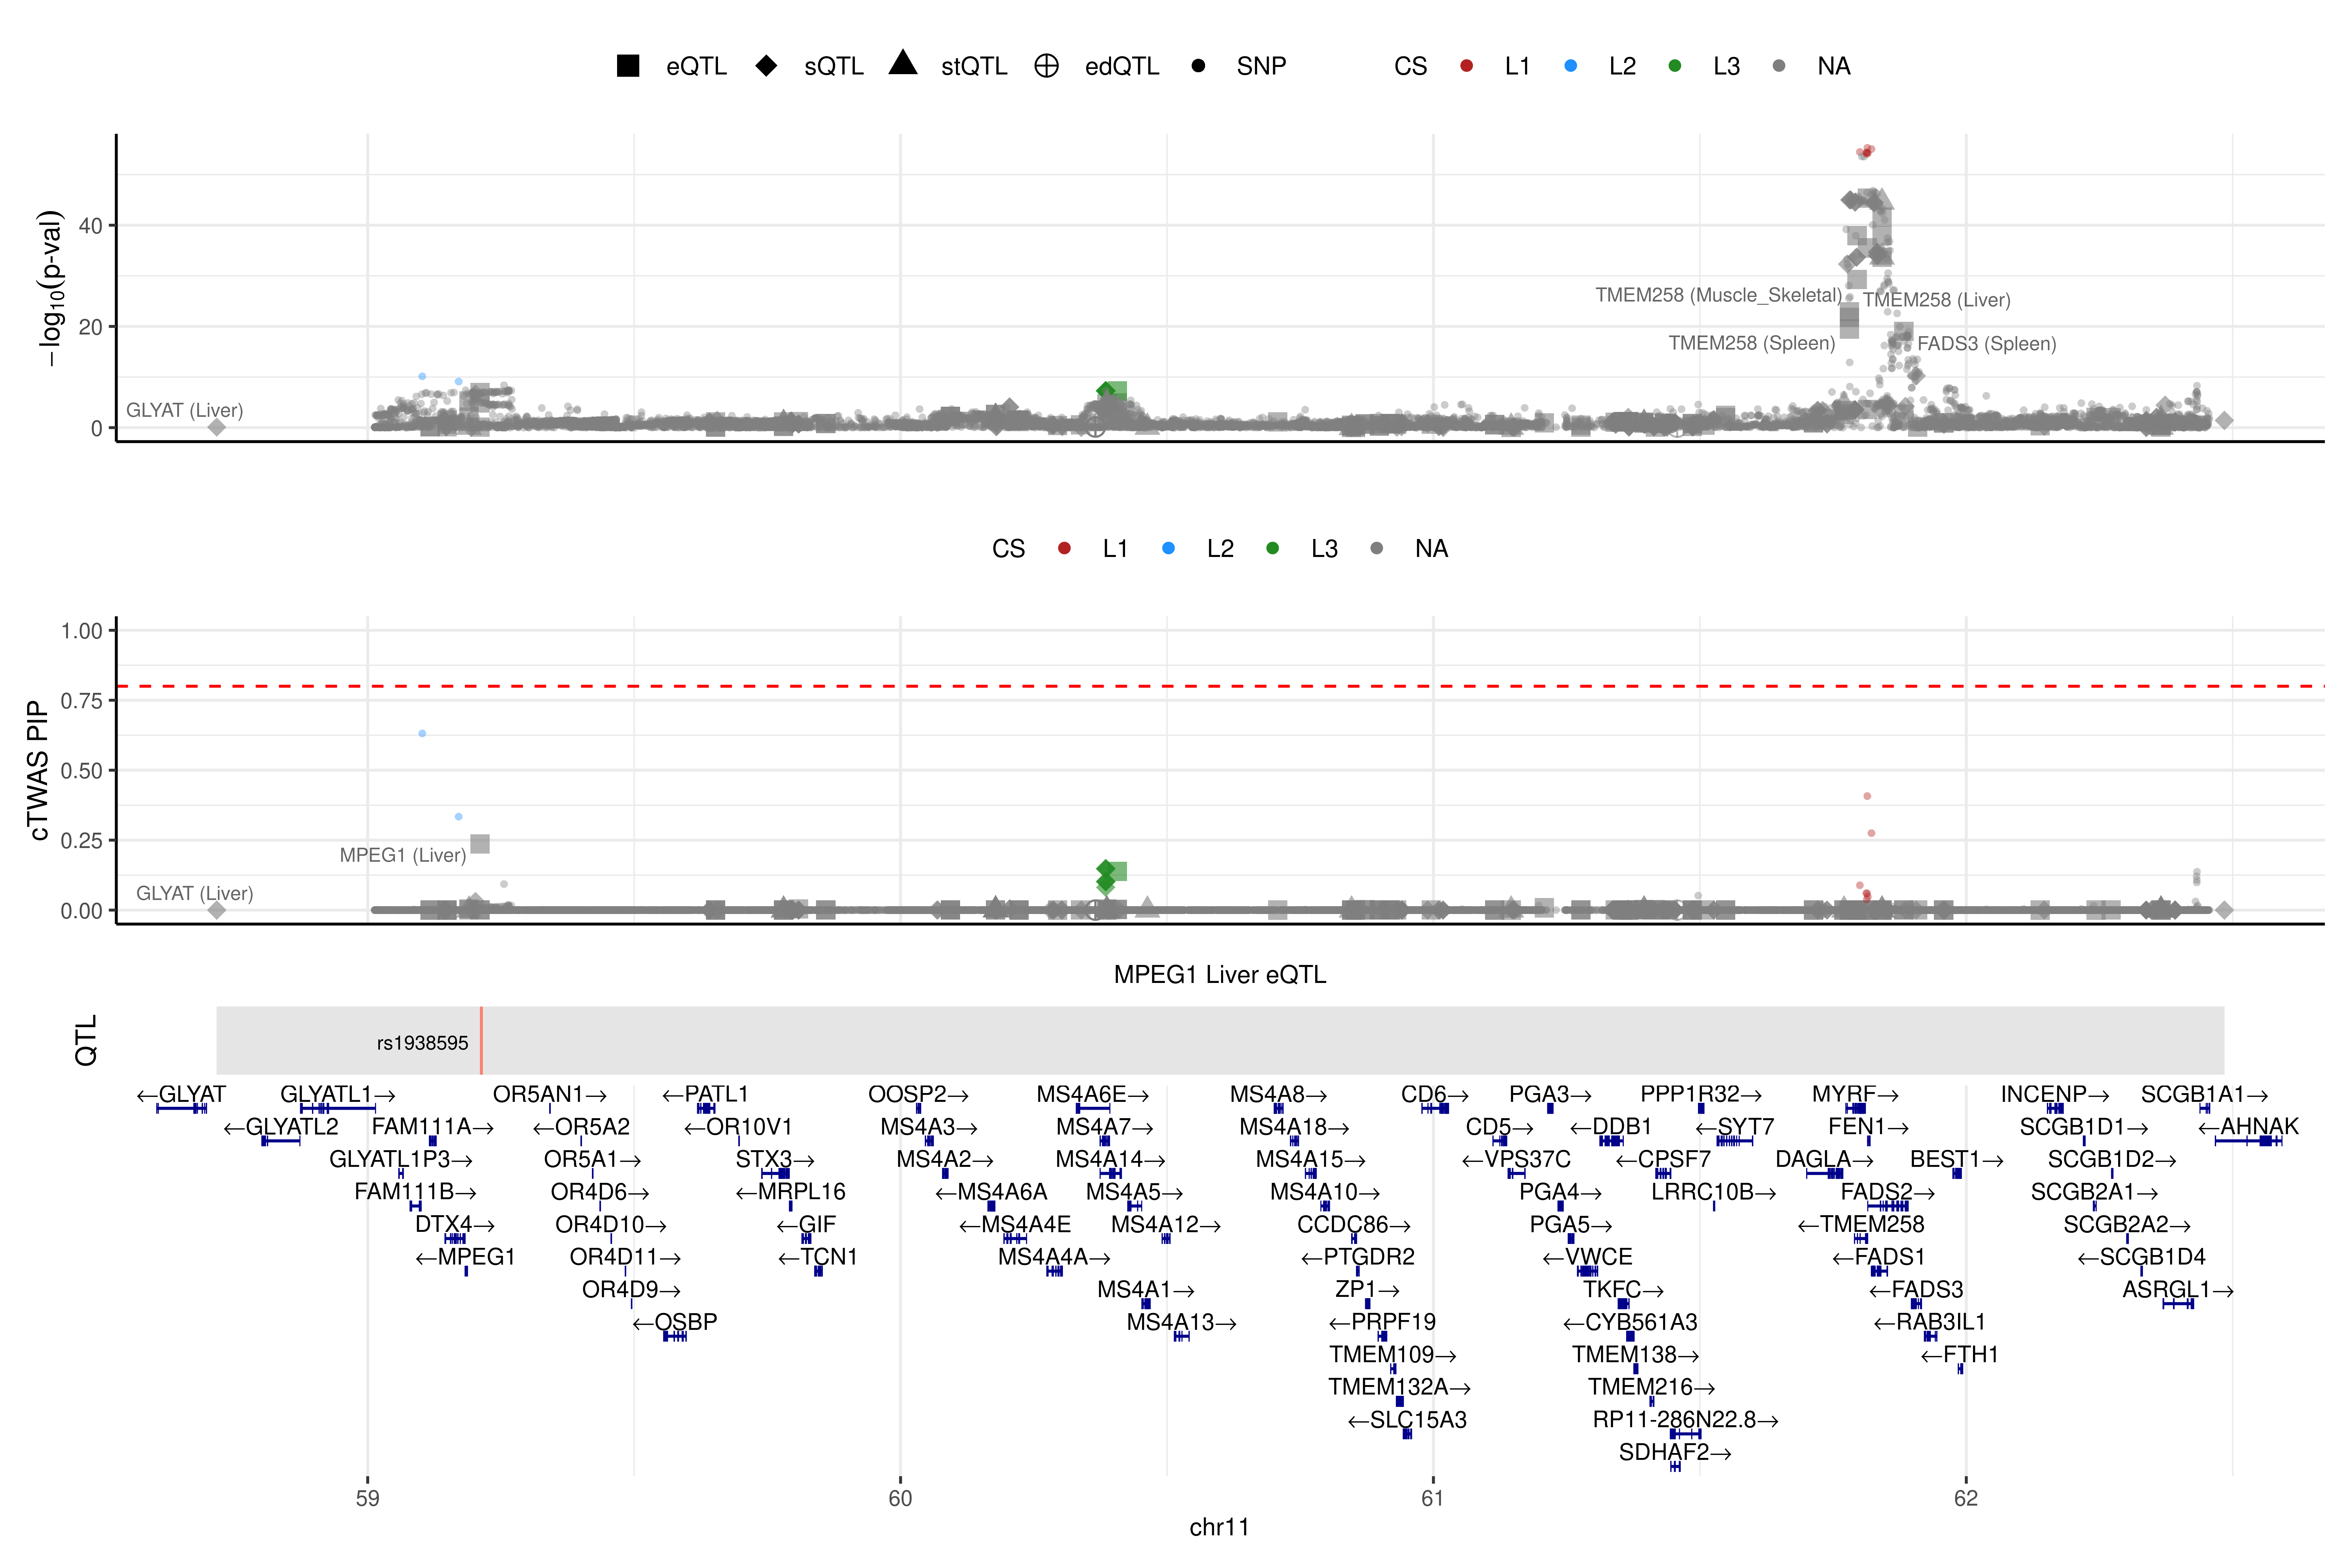 eQTL sQTL stQTL edQTL SNP CS L1 L2 L3 NA
−log10(p-val)
40
20
0
TMEM258 (Muscle_Skeletal)
TMEM258 (Liver)
TMEM258 (Spleen)
FADS3 (Spleen)
GLYAT (Liver)
CS L1 L2 L3 NA
cTWAS PIP
1.00
0.75
0.50
0.25
0.00
MPEG1 (Liver)
GLYAT (Liver)
MPEG1 Liver eQTL
QTL
rs1938595
←GLYAT GLYATL1→ OR5AN1→ ←PATL1 OOSP2→ MS4A6E→ MS4A8→ CD6→ PGA3→ PPP1R32→ MYRF→ INCENP→ SCGB1A1→
←GLYATL2 FAM111A→ ←OR5A2 ←OR10V1 MS4A3→ MS4A7→ MS4A18→ CD5→ ←DDB1 ←SYT7 FEN1→ SCGB1D1→ ←AHNAK
GLYATL1P3→ OR5A1→ STX3→ MS4A2→ MS4A14→ MS4A15→ ←VPS37C ←CPSF7 DAGLA→ BEST1→ SCGB1D2→
FAM111B→ OR4D6→ ←MRPL16 ←MS4A6A MS4A5→ MS4A10→ PGA4→ LRRC10B→ FADS2→ SCGB2A1→
DTX4→ OR4D10→ ←GIF ←MS4A4E MS4A12→ CCDC86→ PGA5→ ←TMEM258 SCGB2A2→
←MPEG1 OR4D11→ ←TCN1 MS4A4A→ ←PTGDR2 ←VWCE ←FADS1 ←SCGB1D4
OR4D9→ MS4A1→ ZP1→ TKFC→ ←FADS3 ASRGL1→
←OSBP MS4A13→ ←PRPF19 ←CYB561A3 ←RAB3IL1
TMEM109→ TMEM138→ ←FTH1
TMEM132A→ TMEM216→
←SLC15A3 RP11-286N22.8→
SDHAF2→
59 60 61 62
chr11